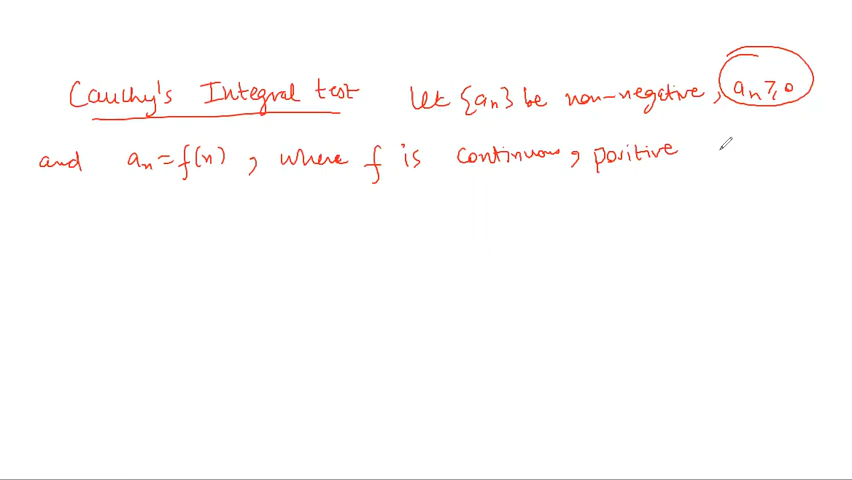 Cauchy's Integral test Let {aₙ} be non-negative, aₙ ≥ 0
and aₙ = f(n), where f is continuous, positive